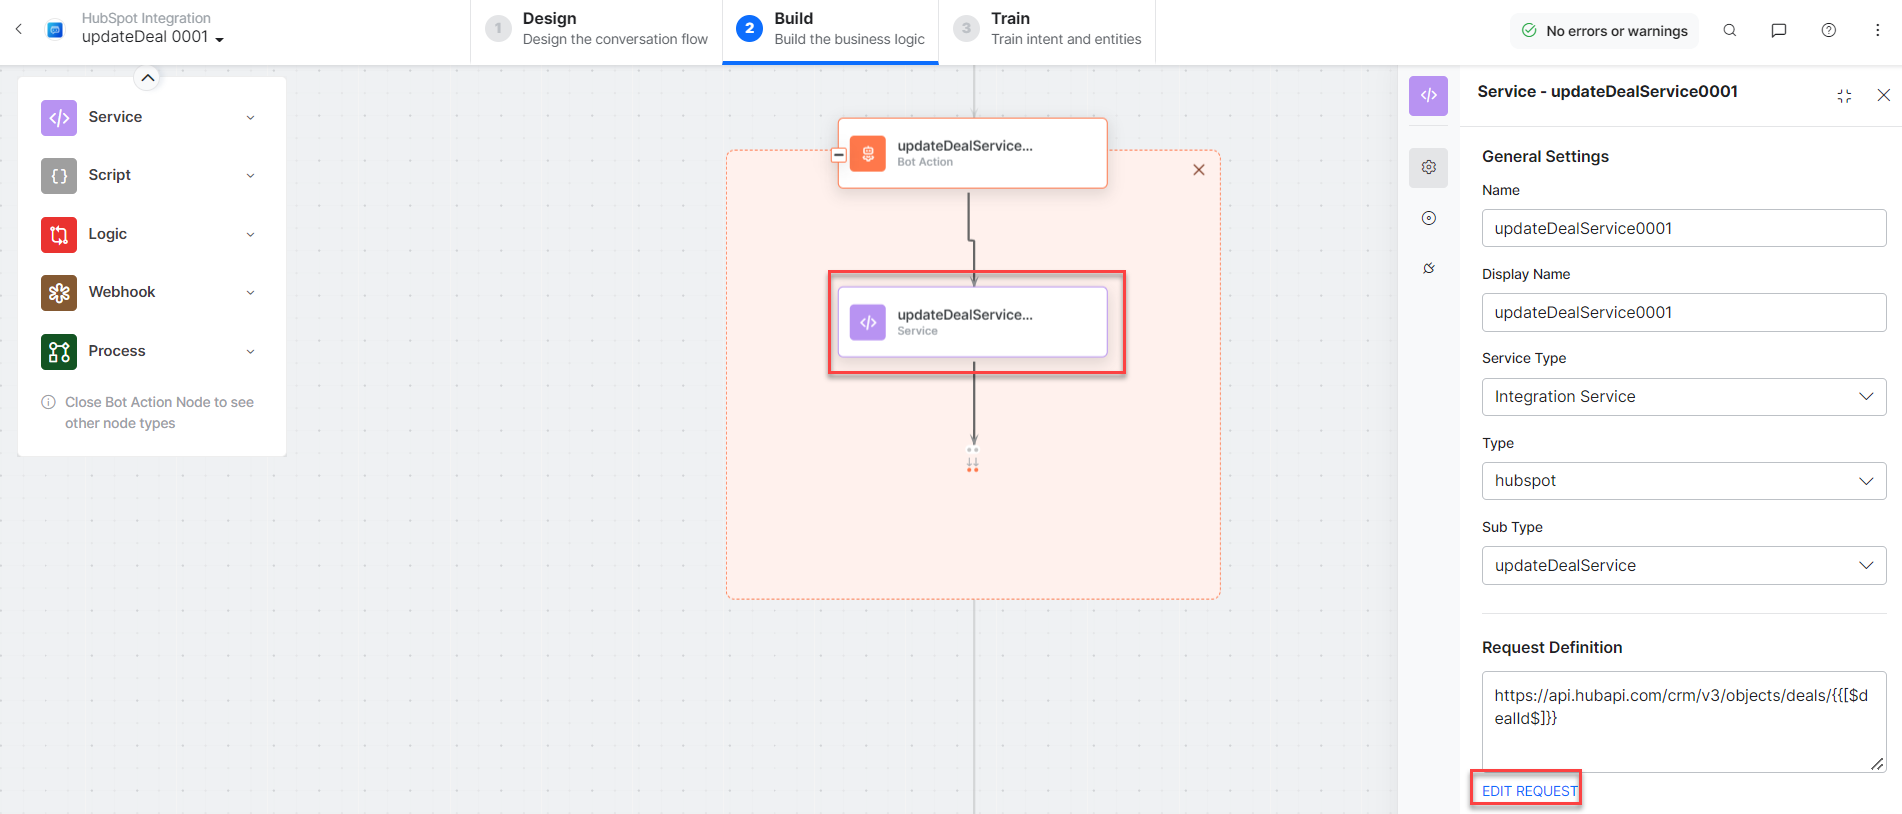 HubSpot Integration
updateDeal 0001
1
Design
Design the conversation flow
2
Build
Build the business logic
3
Train
Train intent and entities
No errors or warnings
Service
Script
Logic
Webhook
Process
Close Bot Action Node to see
other node types
updateDealService...
Bot Action
updateDealService...
Service
Service - updateDealService0001
General Settings
Name
updateDealService0001
Display Name
updateDealService0001
Service Type
Integration Service
Type
hubspot
Sub Type
updateDealService
Request Definition
https://api.hubapi.com/crm/v3/objects/deals/{{[$d
ealId$]}}
EDIT REQUEST